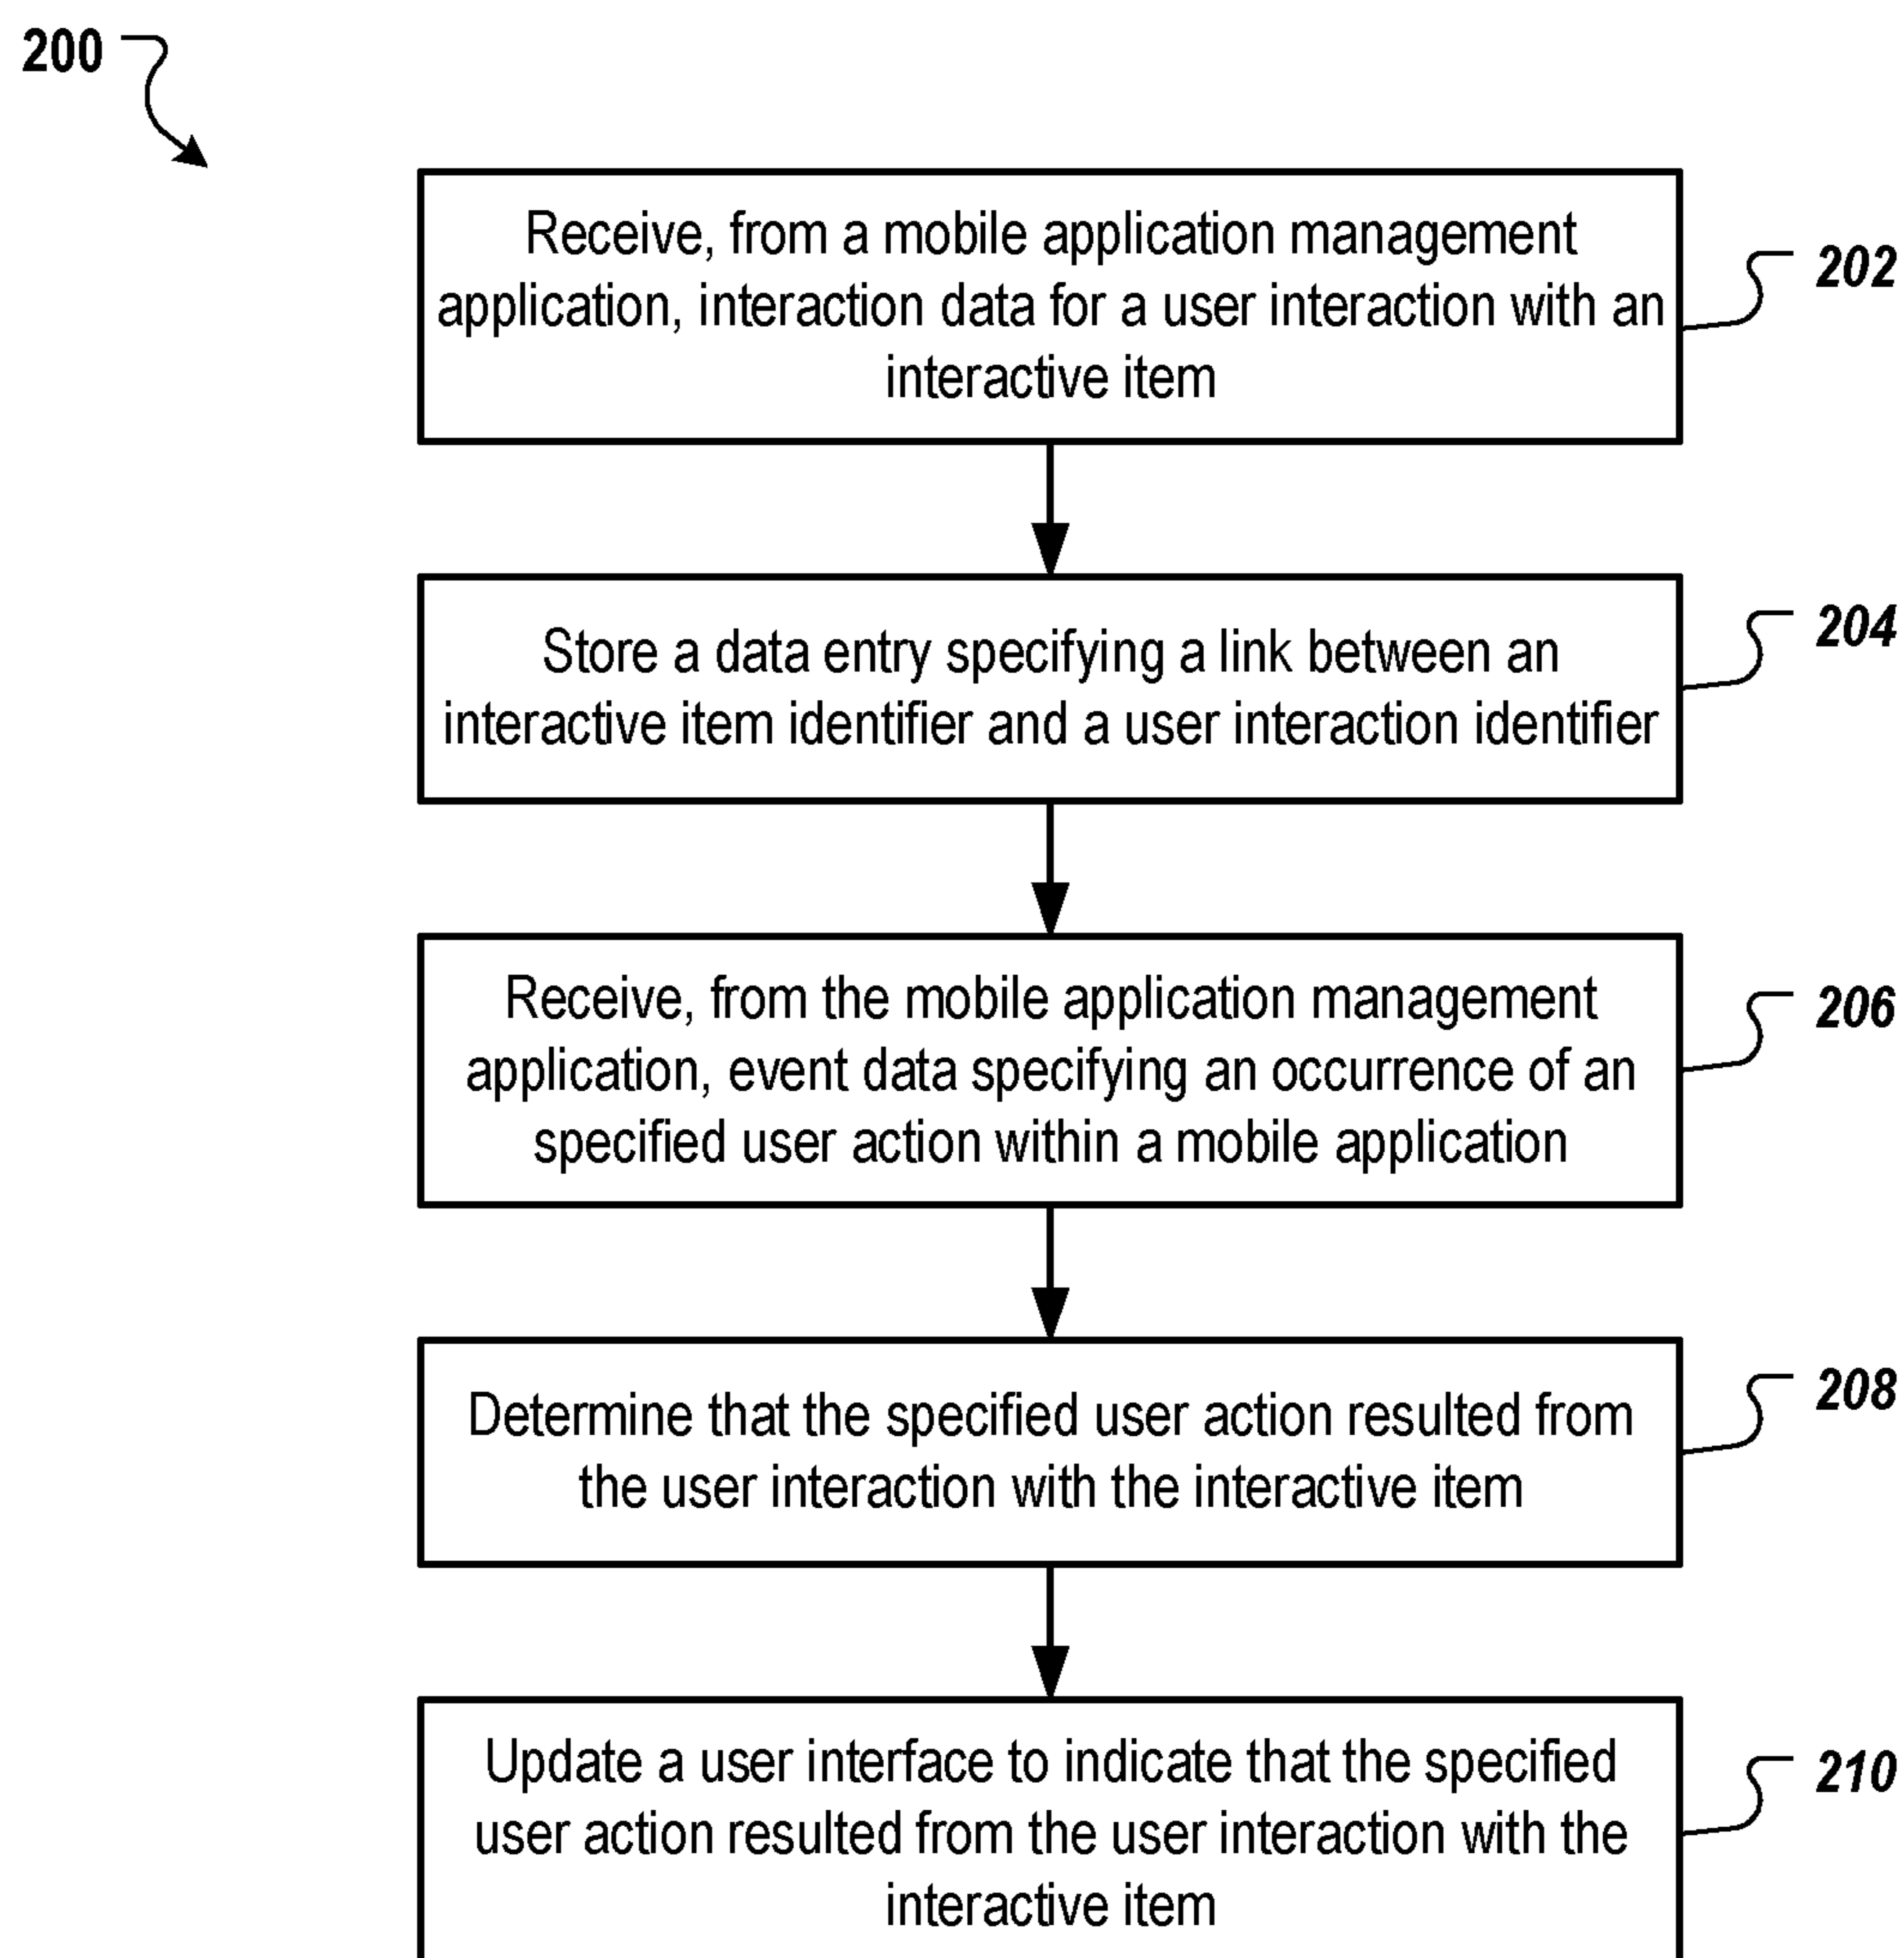 200
Receive, from a mobile application management
application, interaction data for a user interaction with an
interactive item
202
Store a data entry specifying a link between an
interactive item identifier and a user interaction identifier
204
Receive, from the mobile application management
application, event data specifying an occurrence of an
specified user action within a mobile application
206
Determine that the specified user action resulted from
the user interaction with the interactive item
208
Update a user interface to indicate that the specified
user action resulted from the user interaction with the
interactive item
210